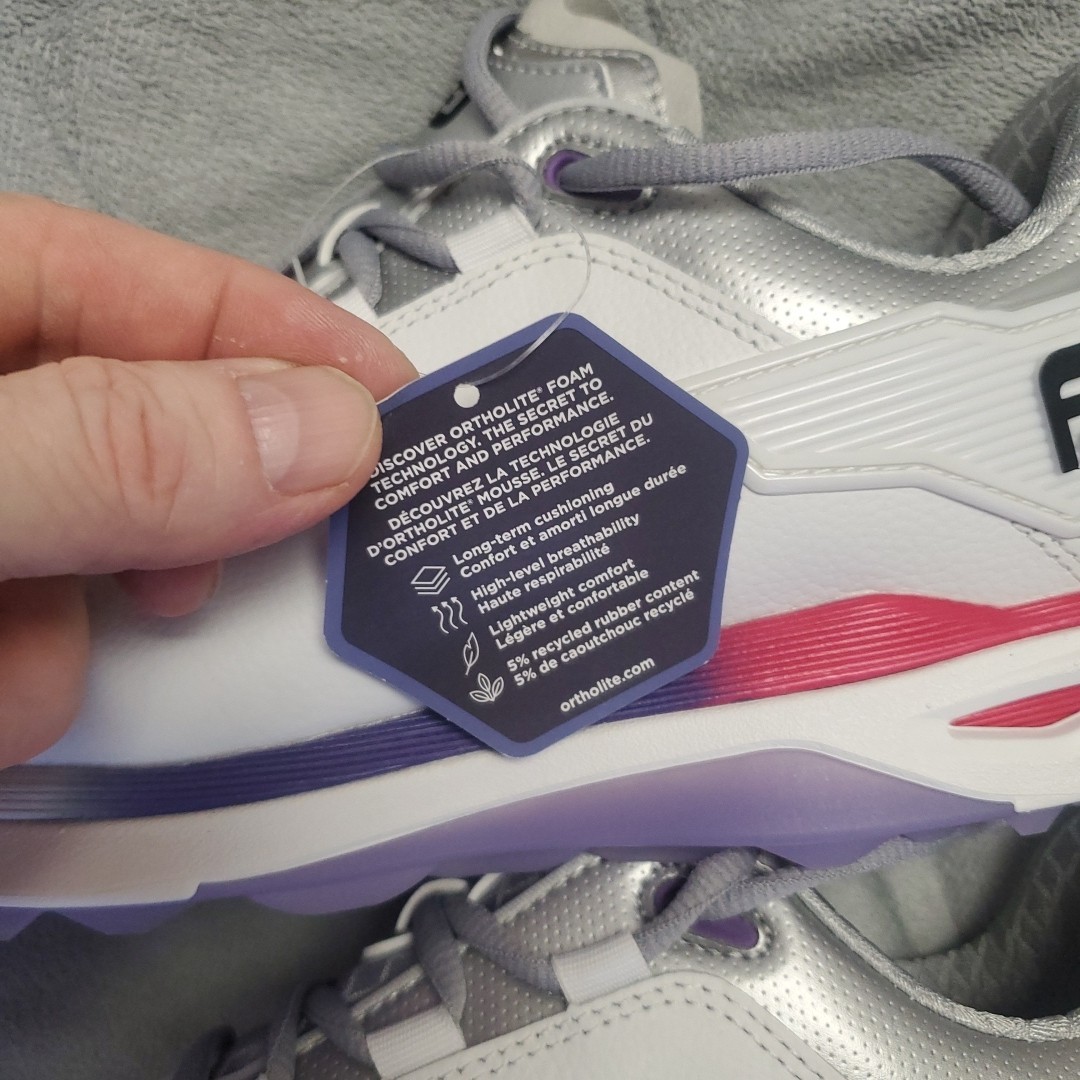 DISCOVER ORTHOLITE® FOAM
TECHNOLOGY. THE SECRET TO
COMFORT AND PERFORMANCE.
DÉCOUVREZ LA TECHNOLOGIE
D'ORTHOLITE® MOUSSE. LE SECRET DU
CONFORT ET DE LA PERFORMANCE.
Long-term cushioning
Confort et amorti longue durée
High-level breathability
Haute respirabilité
Lightweight comfort
Légère et confortable
5% recycled rubber content
5% de caoutchouc recyclé
ortholite.com